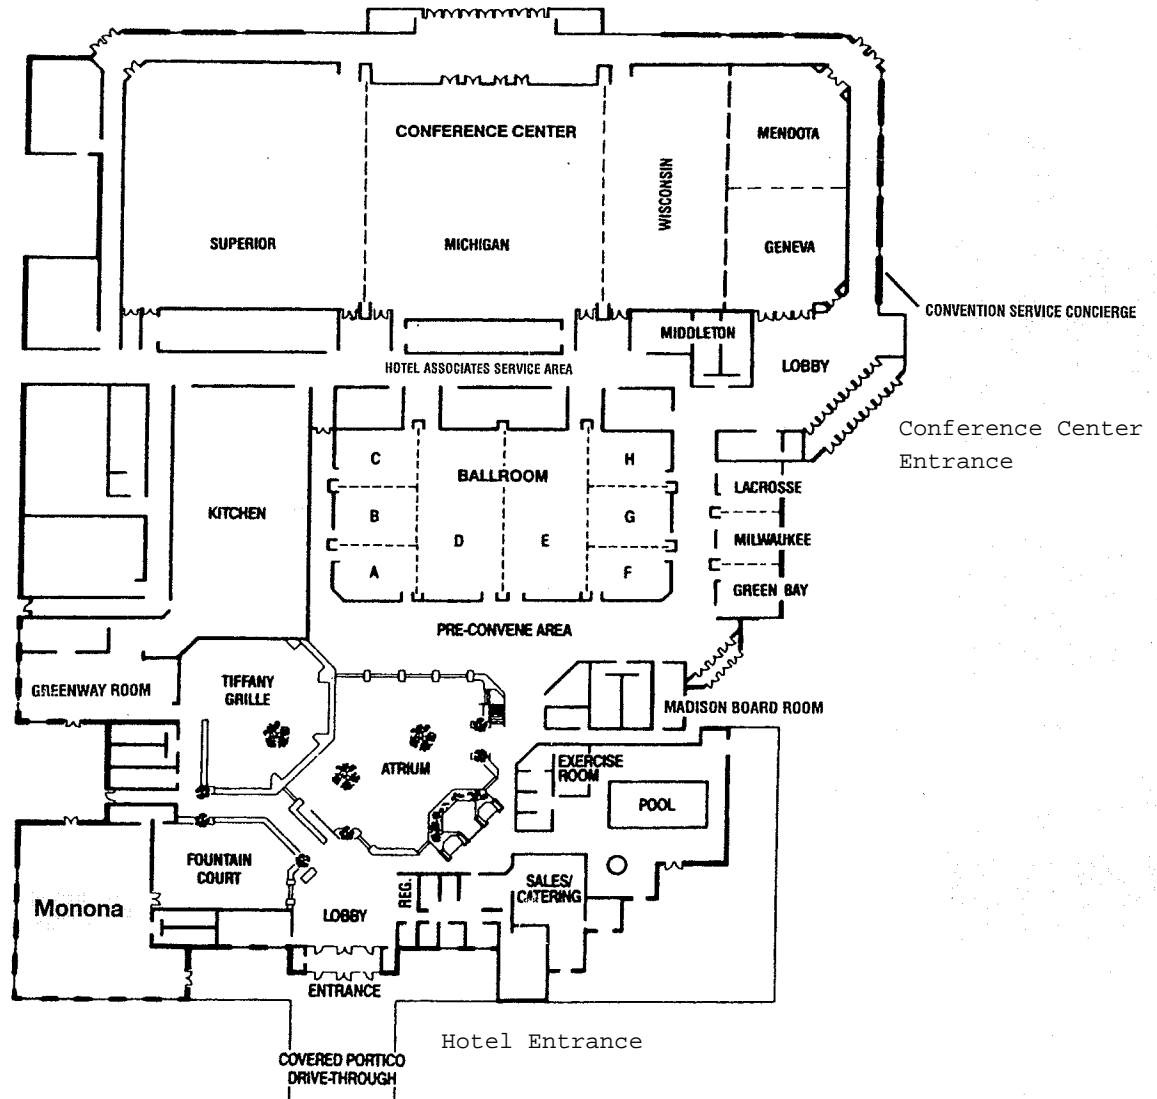 CONFERENCE CENTER
MENDOTA
WISCONSIN
SUPERIOR
MICHIGAN
GENEVA
CONVENTION SERVICE CONCIERGE
MIDDLETON
LOBBY
HOTEL ASSOCIATES SERVICE AREA
Conference Center
Entrance
C
H
BALLROOM
LACROSSE
KITCHEN
B
G
D
E
MILWAUKEE
A
F
GREEN BAY
PRE-CONVENE AREA
GREENWAY ROOM
TIFFANY
GRILLE
MADISON BOARD ROOM
ATRIUM
EXERCISE
ROOM
POOL
FOUNTAIN
COURT
REG.
SALES/
CATERING
Monona
LOBBY
ENTRANCE
Hotel Entrance
COVERED PORTICO
DRIVE-THROUGH